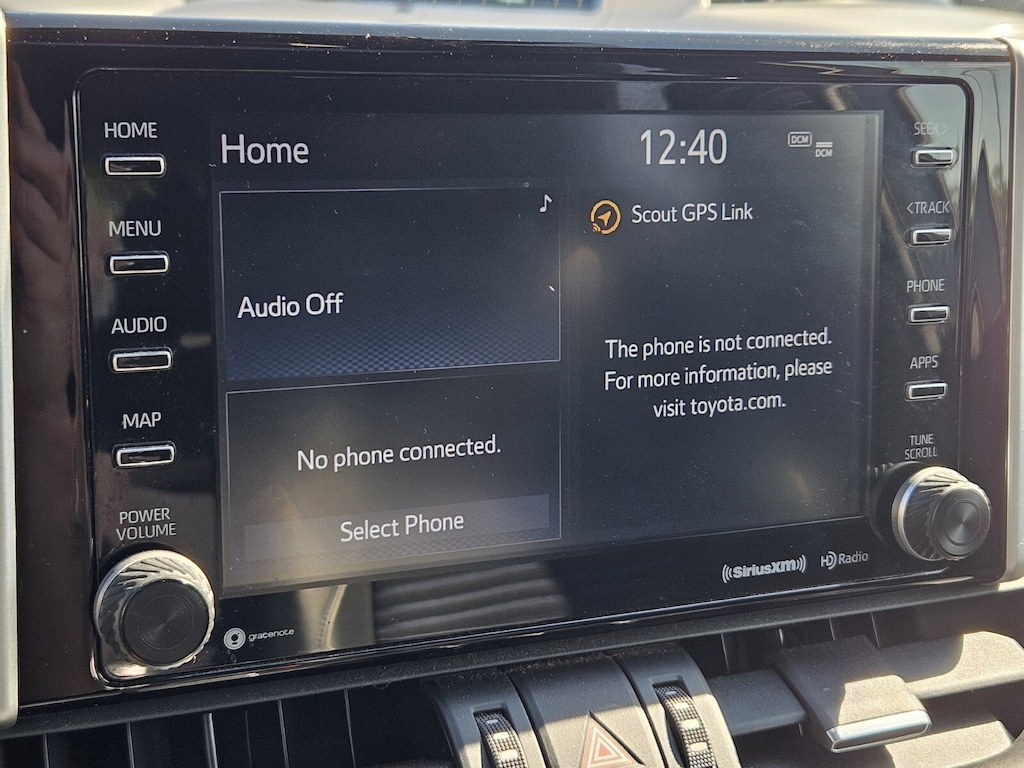 HOME
MENU
AUDIO
MAP
POWER
VOLUME
Home
12:40
DCM
DCM
Audio Off
Scout GPS Link
The phone is not connected.
For more information, please
visit toyota.com.
No phone connected.
Select Phone
SEEK>
<TRACK
PHONE
APPS
TUNE
SCROLL
gracenote
((SiriusXM))
HD Radio